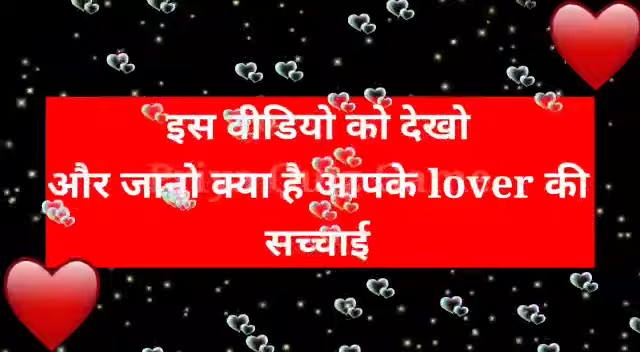 इस वीडियो को देखो
और जानो क्या है आपके lover की
सच्चाई